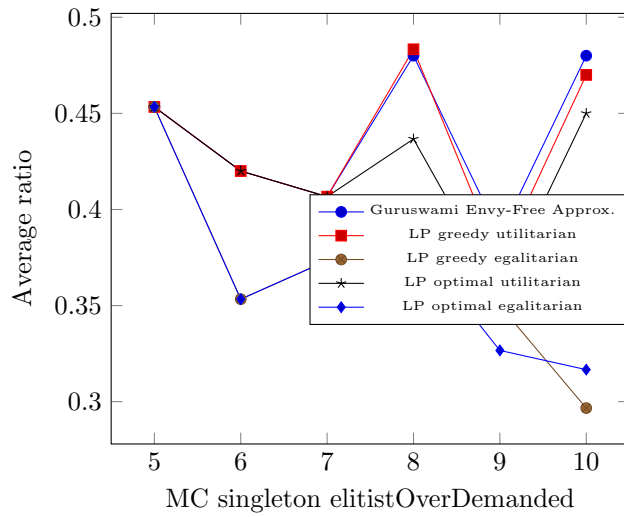 0.5
0.45
0.4
0.35
0.3
Average ratio
Guruswami Envy-Free Approx.
LP greedy utilitarian
LP greedy egalitarian
LP optimal utilitarian
LP optimal egalitarian
5 6 7 8 9 10
MC singleton elitistOverDemanded